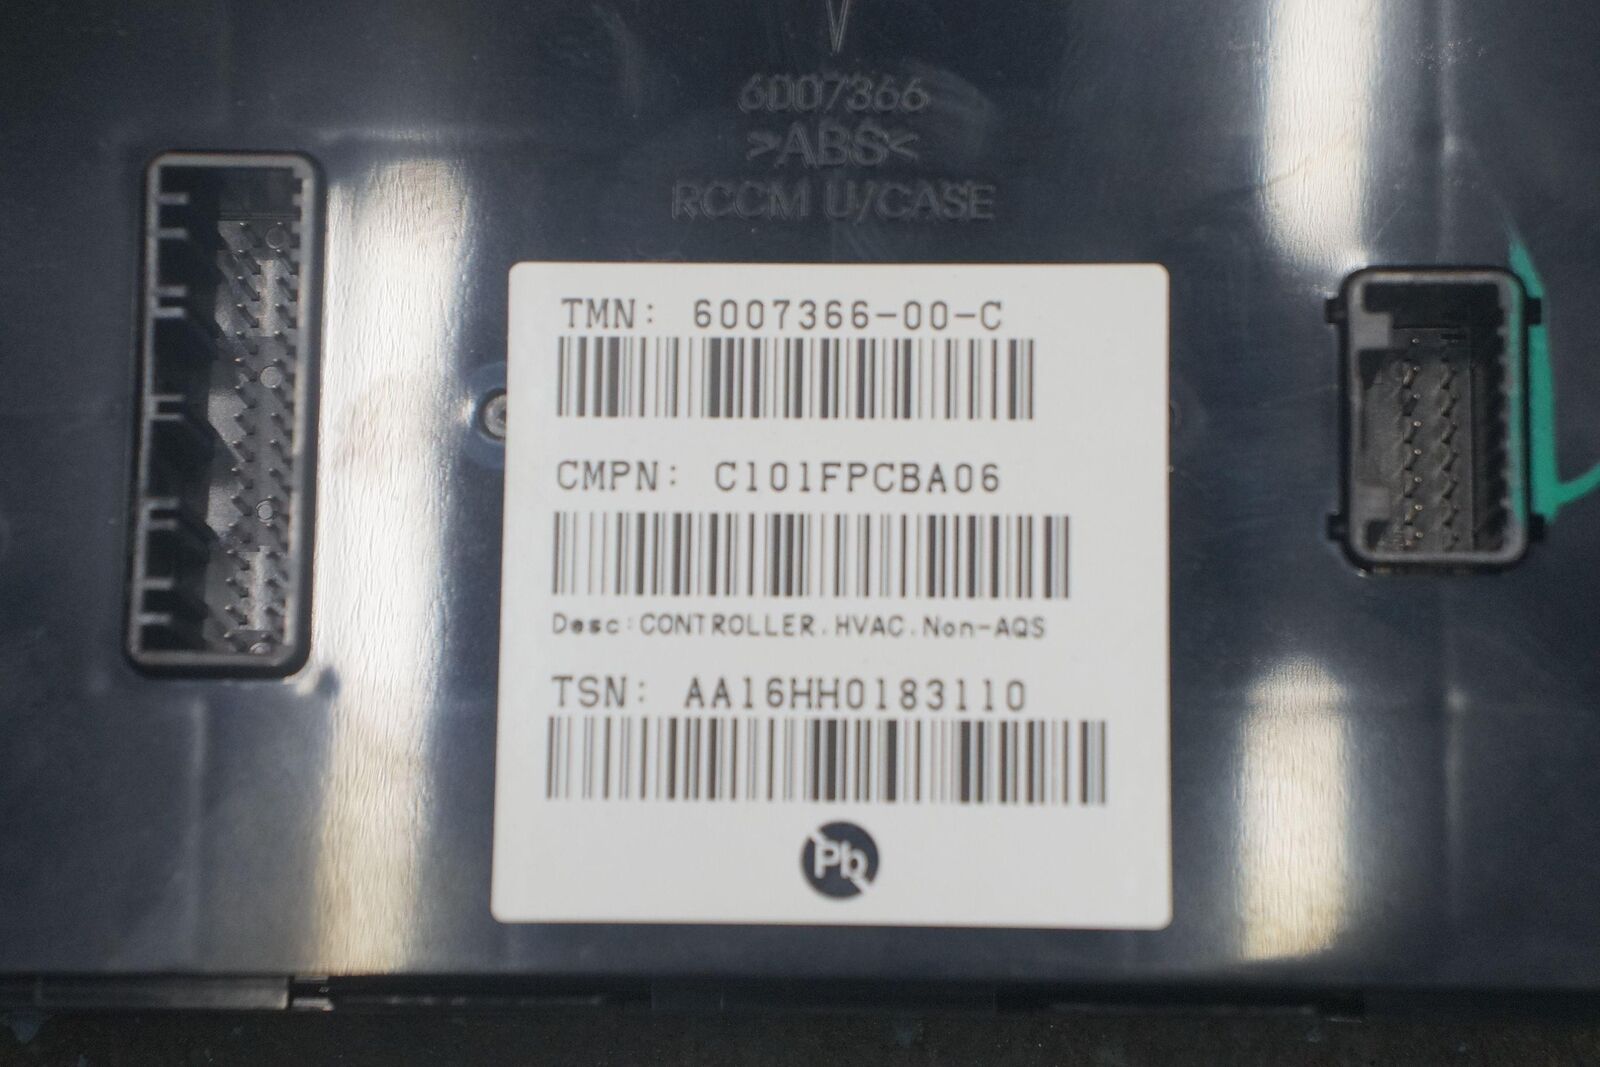 6007366
>ABS<
RCCM U/CASE
TMN: 6007366-00-C
CMPN: C101FPCBA06
Desc:CONTROLLER.HVAC.Non-AQS
TSN: AA16HH0183110
Pb